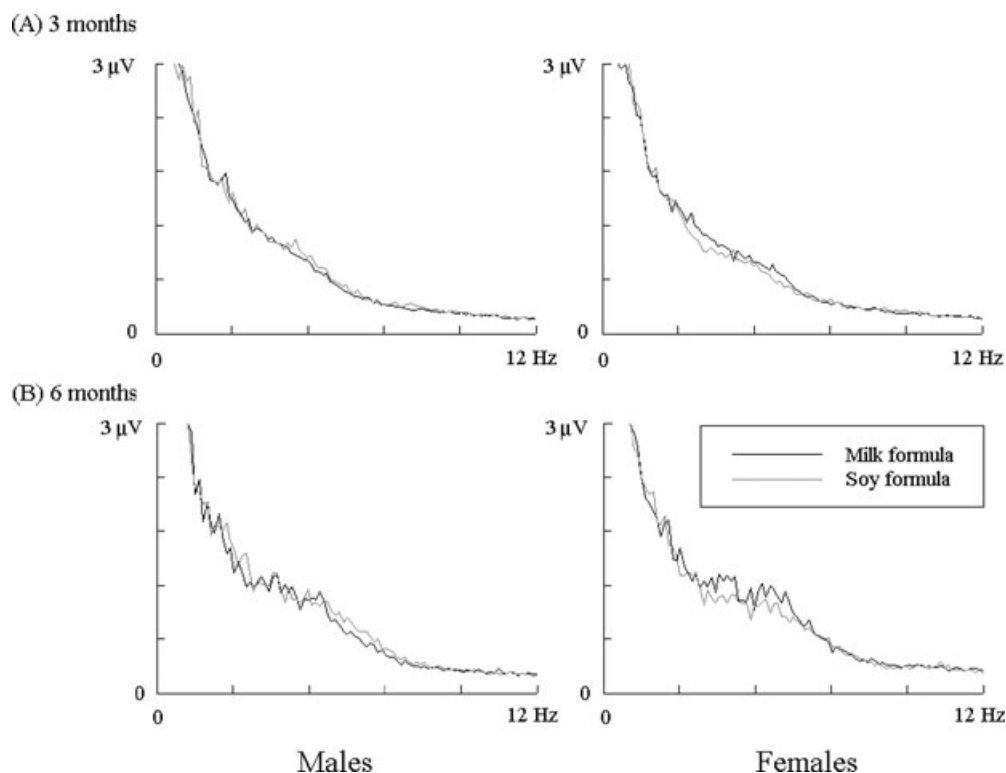 (A) 3 months
3 µV
3 µV
0
0
0
12 Hz
0
12 Hz
(B) 6 months
3 µV
3 µV
Milk formula
Soy formula
0
0
0
12 Hz
0
12 Hz
Males
Females